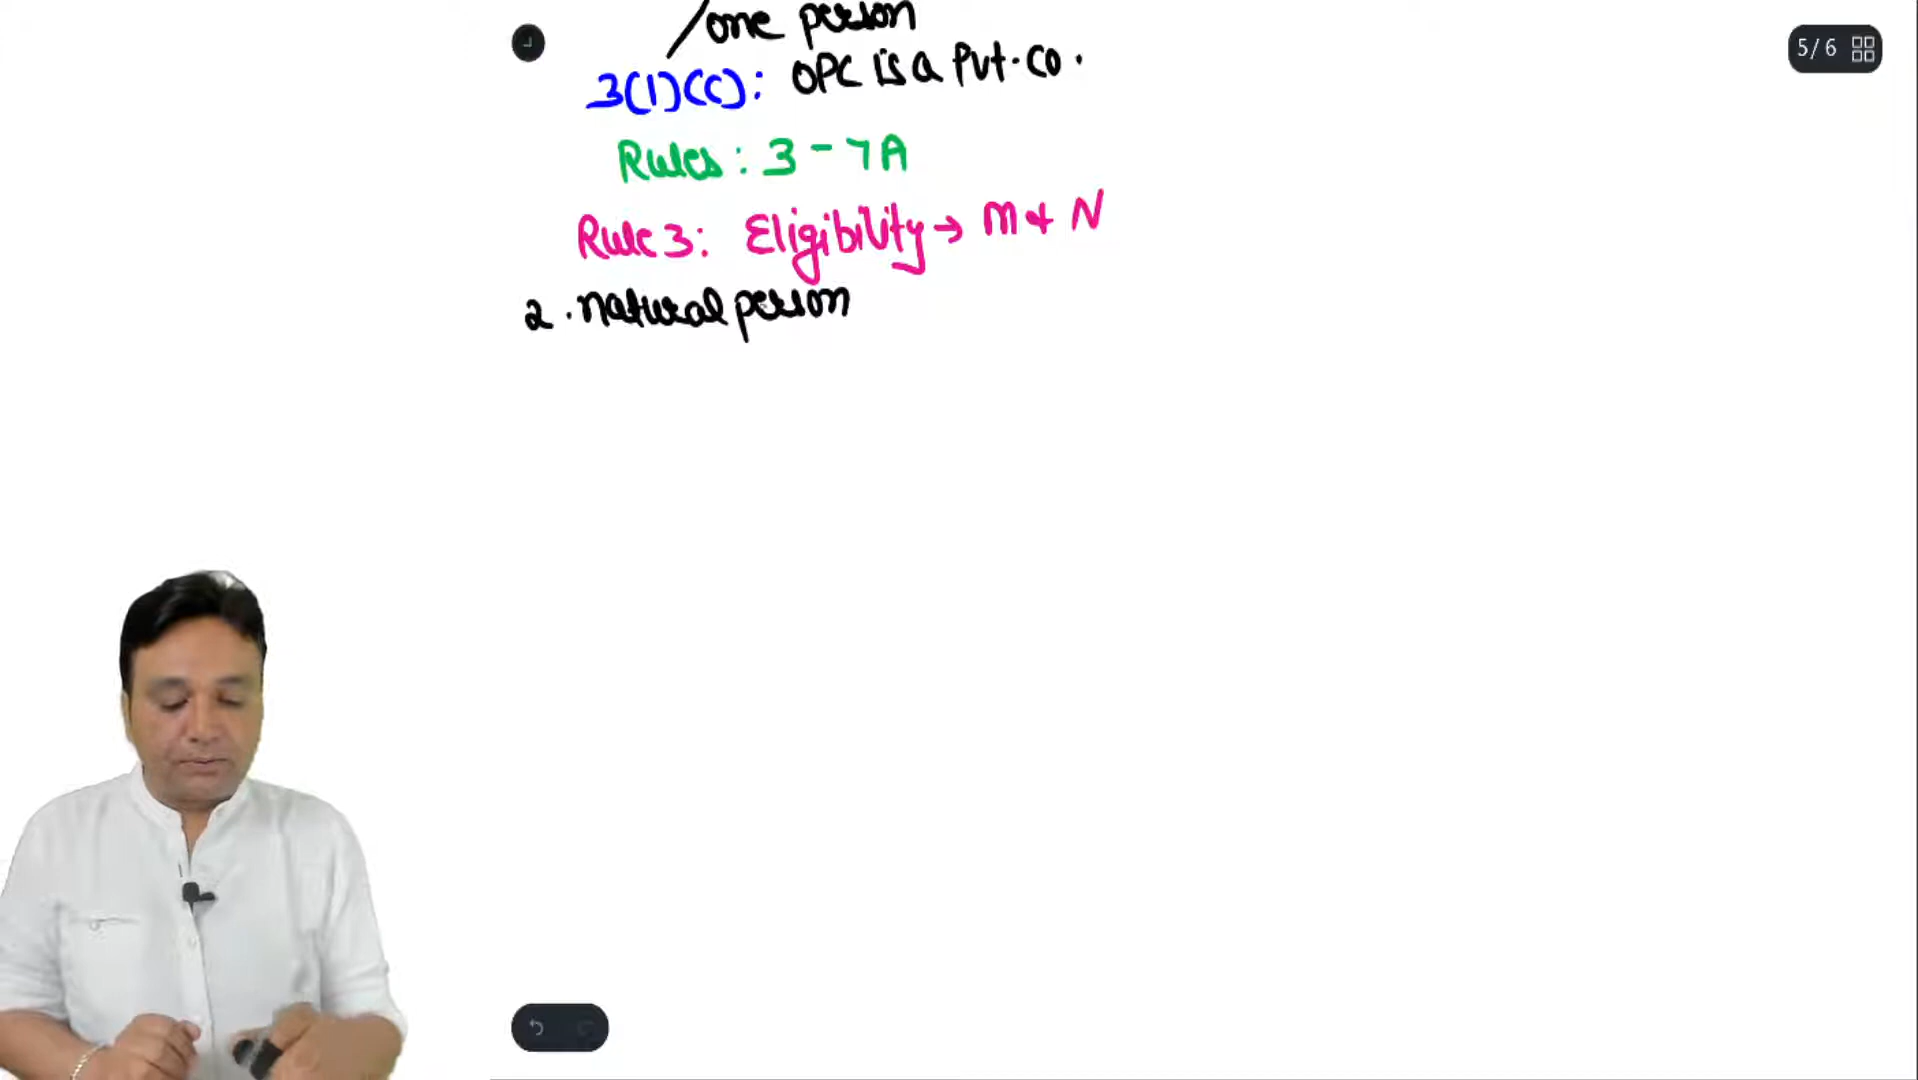 one person
5/6
3(1)(c): OPC is a Pvt. Co.
Rules: 3-7A
Rule 3: Eligibility → M & N
2. natural person